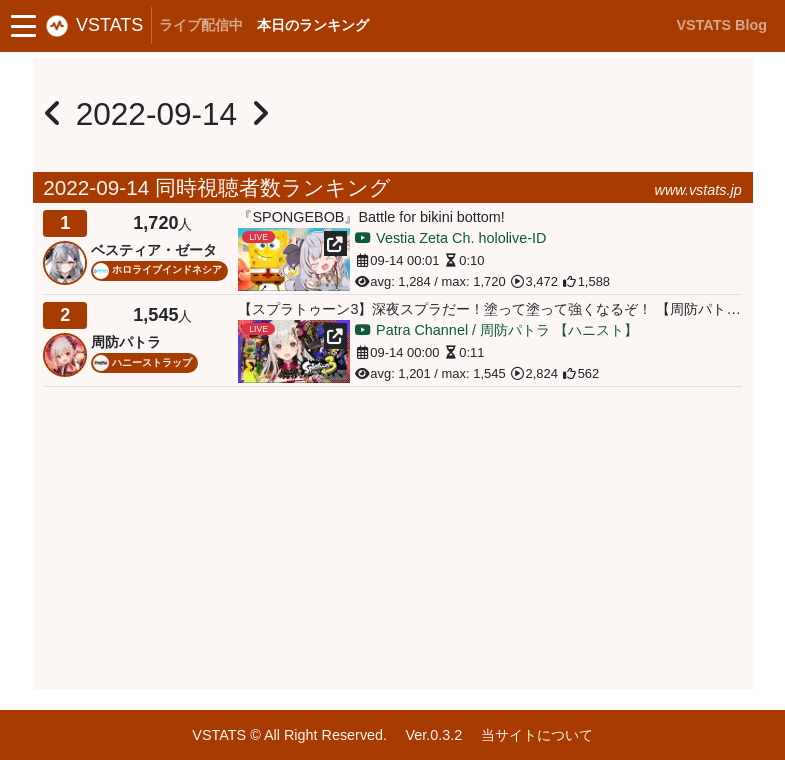 VSTATS ライブ配信中 本日のランキング VSTATS Blog
2022-09-14
2022-09-14 同時視聴者数ランキング www.vstats.jp
1 1,720人
ベスティア・ゼータ
ホロライブインドネシア
『SPONGEBOB』Battle for bikini bottom!
LIVE
Vestia Zeta Ch. hololive-ID
09-14 00:01 0:10
avg: 1,284 / max: 1,720 3,472 1,588
2 1,545人
周防パトラ
ハニーストラップ
【スプラトゥーン3】深夜スプラだー！塗って塗って強くなるぞ！ 【周防パト…
LIVE
Patra Channel / 周防パトラ 【ハニスト】
09-14 00:00 0:11
avg: 1,201 / max: 1,545 2,824 562
VSTATS © All Right Reserved. Ver.0.3.2 当サイトについて